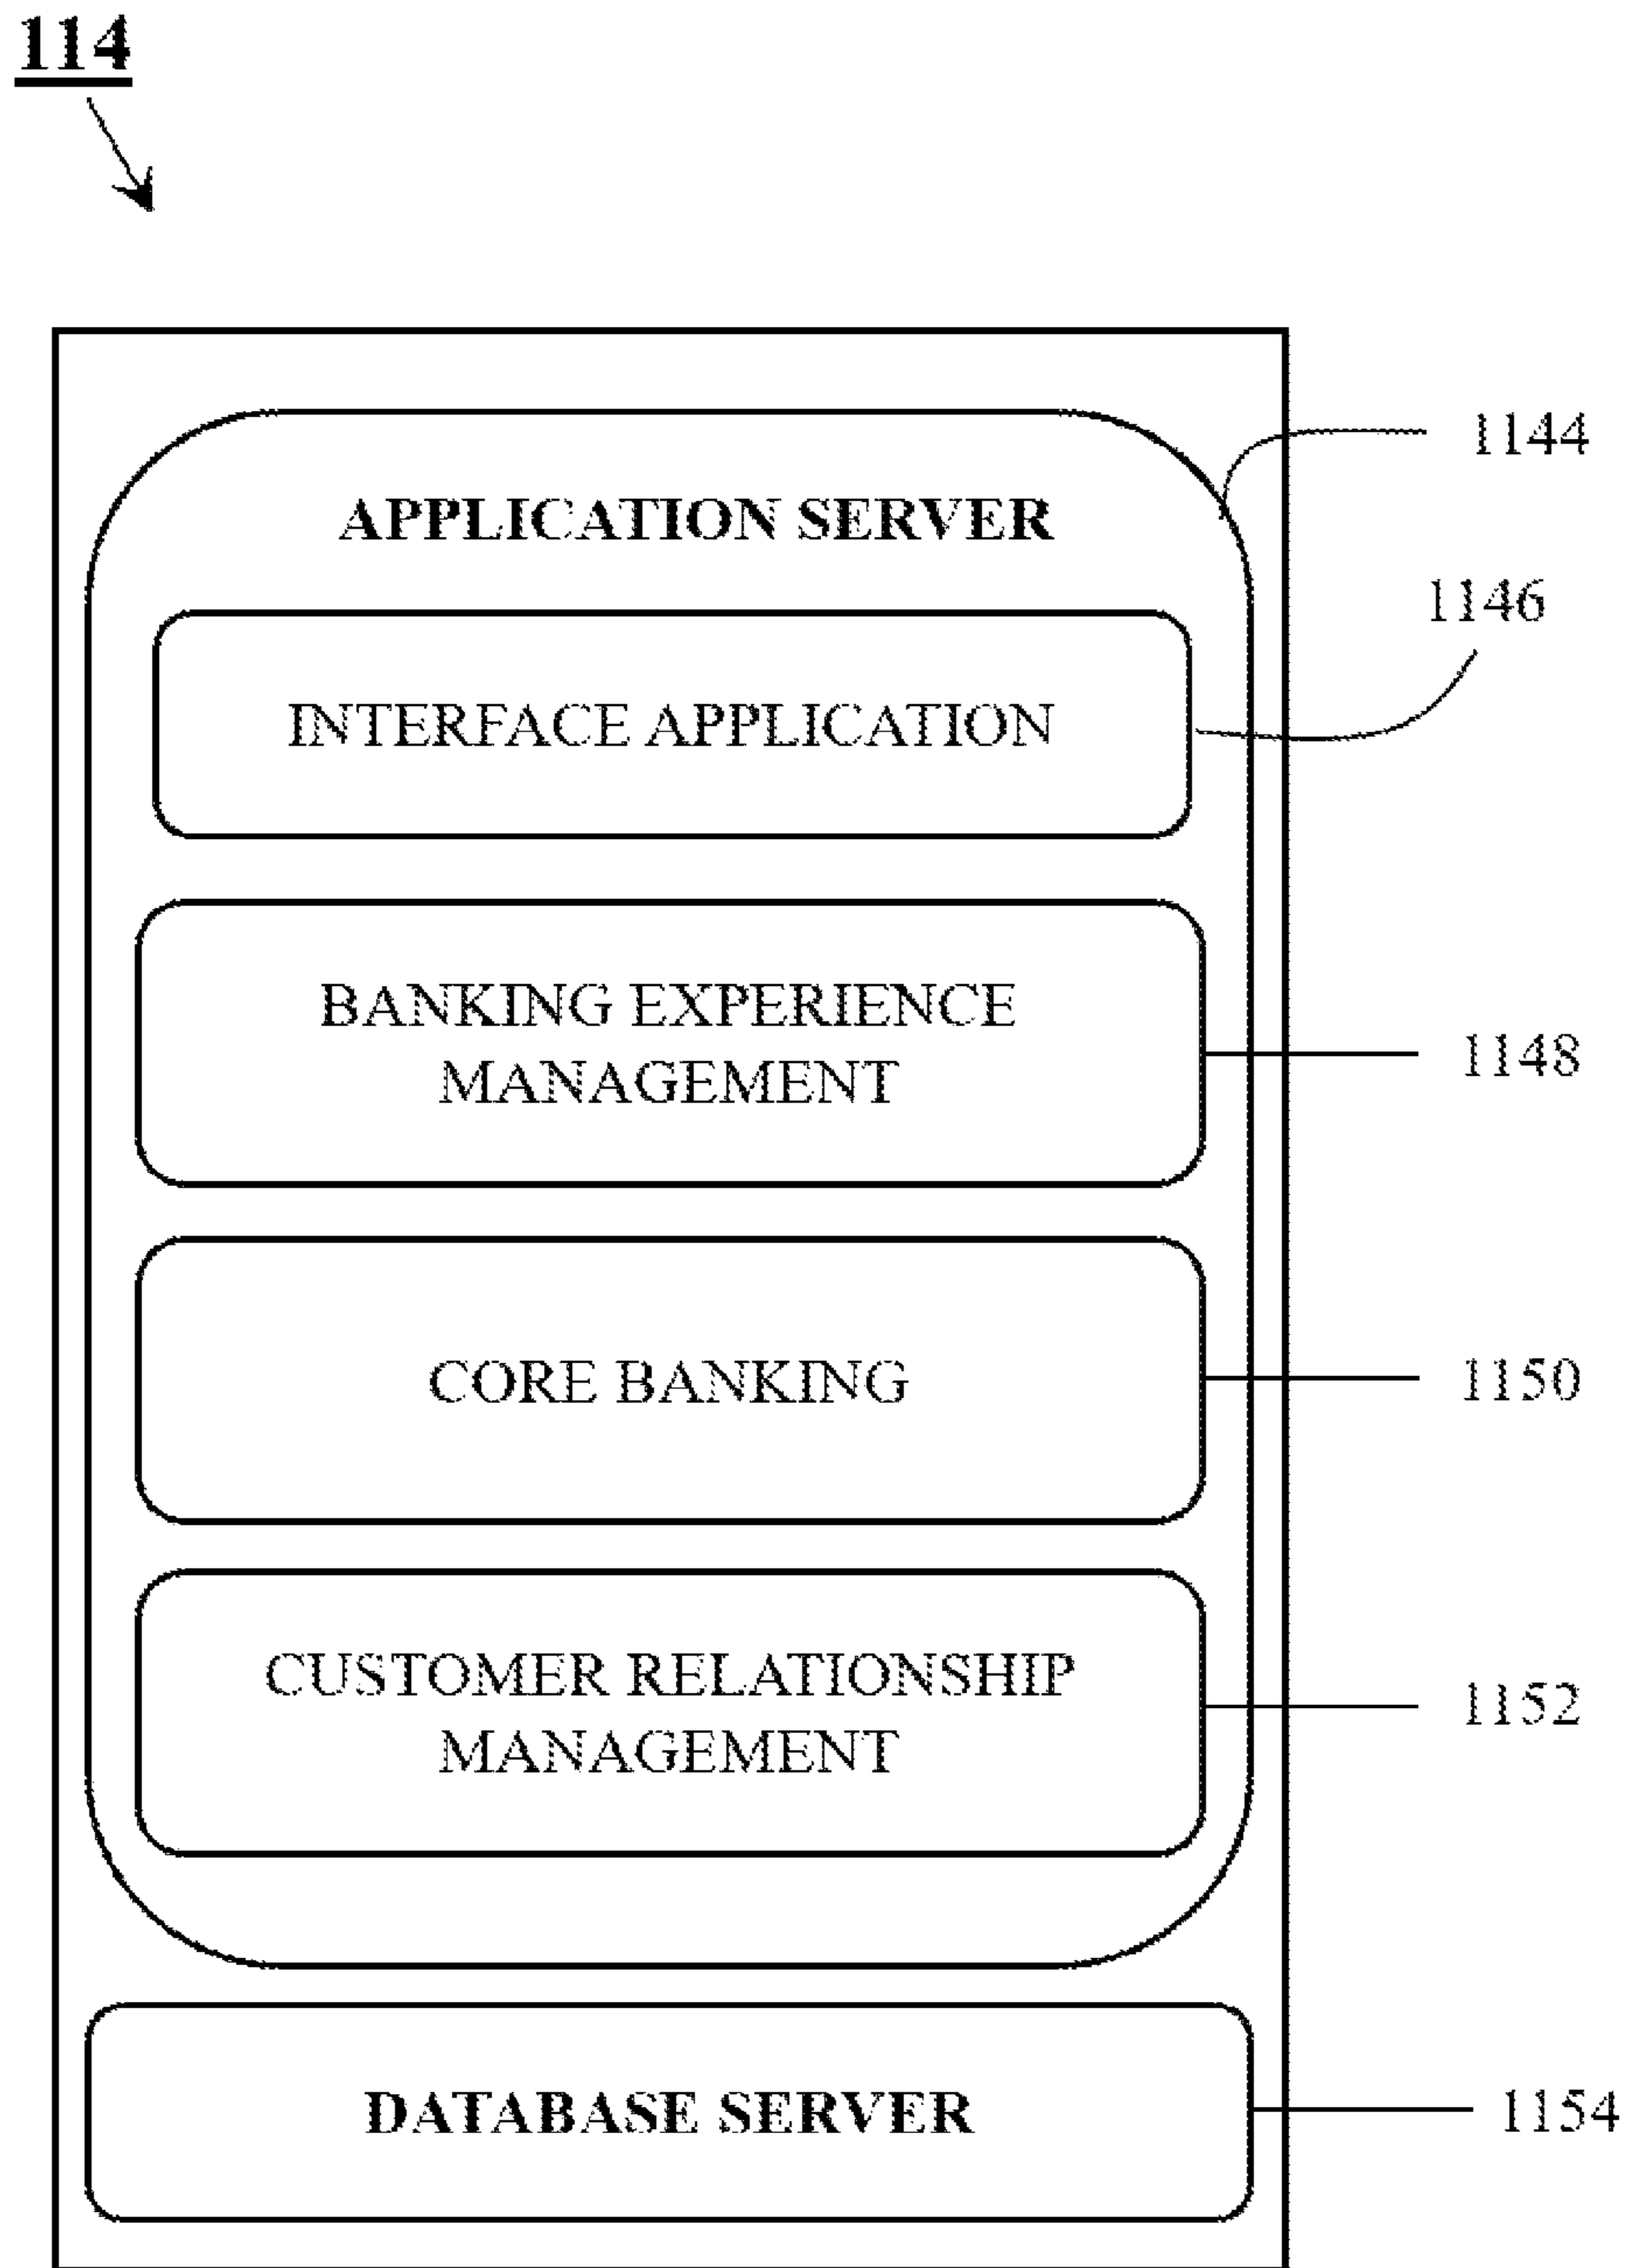 114
1144
APPLICATION SERVER
1146
INTERFACE APPLICATION
BANKING EXPERIENCE
MANAGEMENT
1148
CORE BANKING
1150
CUSTOMER RELATIONSHIP
MANAGEMENT
1152
DATABASE SERVER
1154